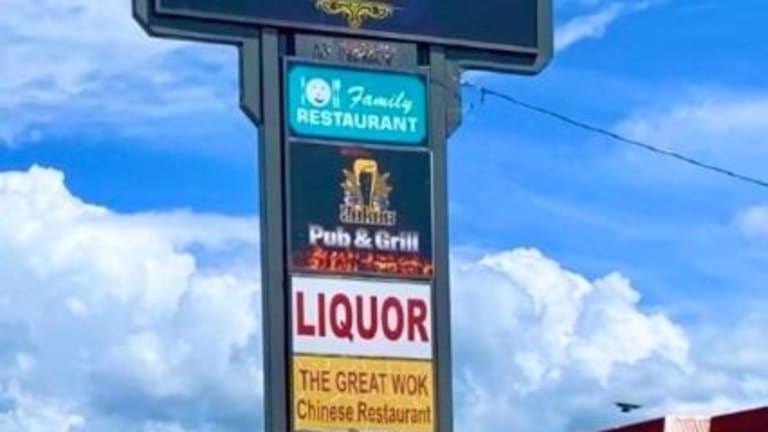 Family
RESTAURANT
Pub & Grill
LIQUOR
THE GREAT WOK
Chinese Restaurant